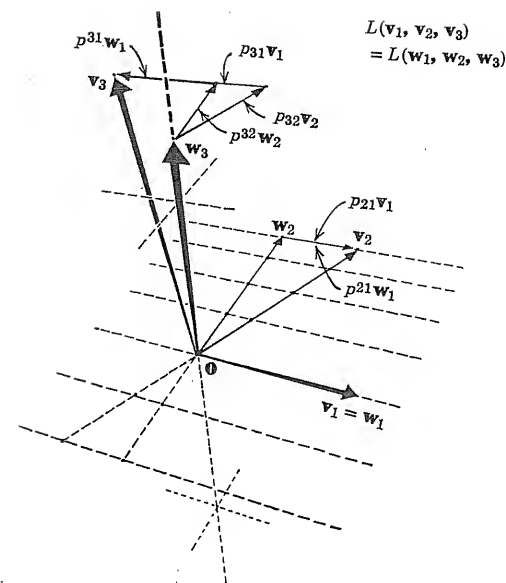 L(v₁, v₂, v₃)
= L(w₁, w₂, w₃)
p³¹w₁
p₃₁v₁
v₃
p₃₂v₂
p³²w₂
w₃
p₂₁v₁
w₂
v₂
p²¹w₁
0
v₁ = w₁